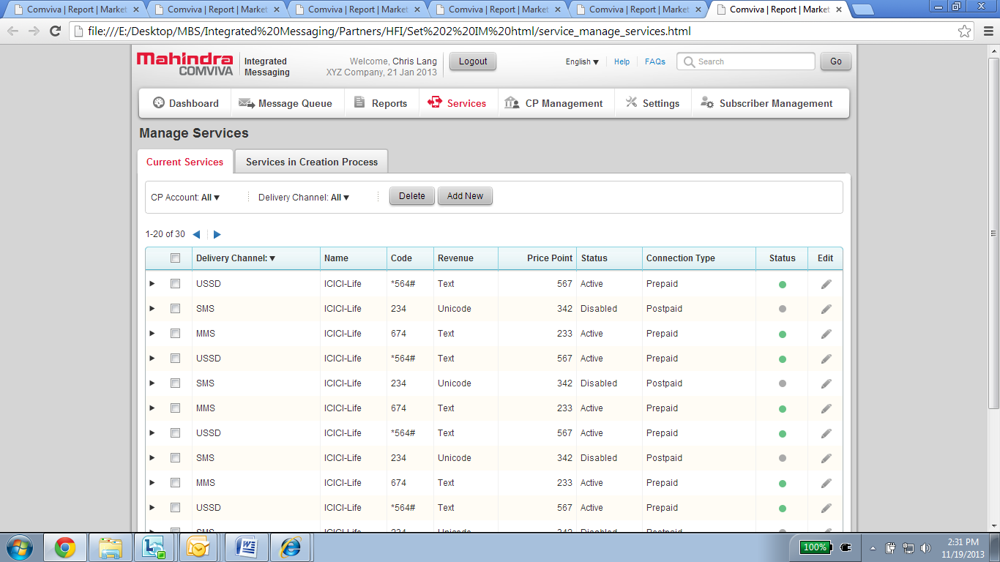 Comviva | Report | Market Comviva | Report | Market Comviva | Report | Market Comviva | Report | Market Comviva | Report | Market Comviva | Report | Market
file:///E:/Desktop/MBS/Integrated%20Messaging/Partners/HFI/Set%202%20IM%20html/service_manage_services.html
Mahindra COMVIVA
Integrated Messaging
Welcome, Chris Lang
XYZ Company, 21 Jan 2013
Logout
English Help FAQs Search Go
Dashboard Message Queue Reports Services CP Management Settings Subscriber Management
Manage Services
Current Services Services in Creation Process
CP Account: All Delivery Channel: All Delete Add New
1-20 of 30
Delivery Channel: Name Code Revenue Price Point Status Connection Type Status Edit
USSD ICICI-Life *564# Text 567 Active Prepaid
SMS ICICI-Life 234 Unicode 342 Disabled Postpaid
MMS ICICI-Life 674 Text 233 Active Prepaid
USSD ICICI-Life *564# Text 567 Active Prepaid
SMS ICICI-Life 234 Unicode 342 Disabled Postpaid
MMS ICICI-Life 674 Text 233 Active Prepaid
USSD ICICI-Life *564# Text 567 Active Prepaid
SMS ICICI-Life 234 Unicode 342 Disabled Postpaid
MMS ICICI-Life 674 Text 233 Active Prepaid
USSD ICICI-Life *564# Text 567 Active Prepaid
SMS ICICI-Life 234 Unicode 342 Disabled Postpaid
100% 2:31 PM
11/19/2013